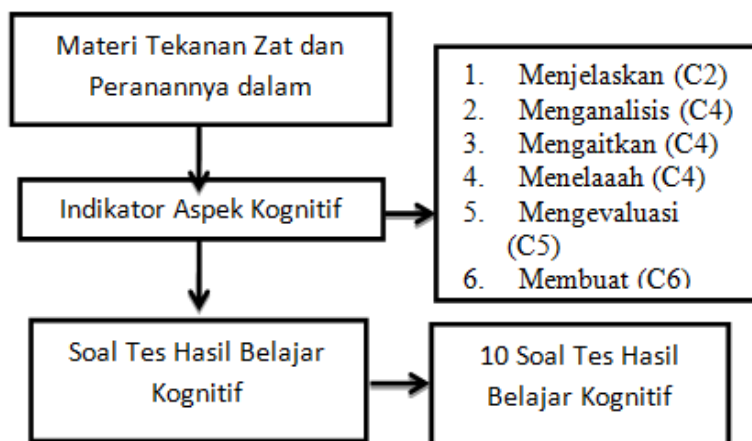 Materi Tekanan Zat dan
Peranannya dalam
1. Menjelaskan (C2)
2. Menganalisis (C4)
3. Mengaitkan (C4)
4. Menelaaah (C4)
5. Mengevaluasi
(C5)
6. Membuat (C6)
Indikator Aspek Kognitif
Soal Tes Hasil Belajar
Kognitif
10 Soal Tes Hasil
Belajar Kognitif